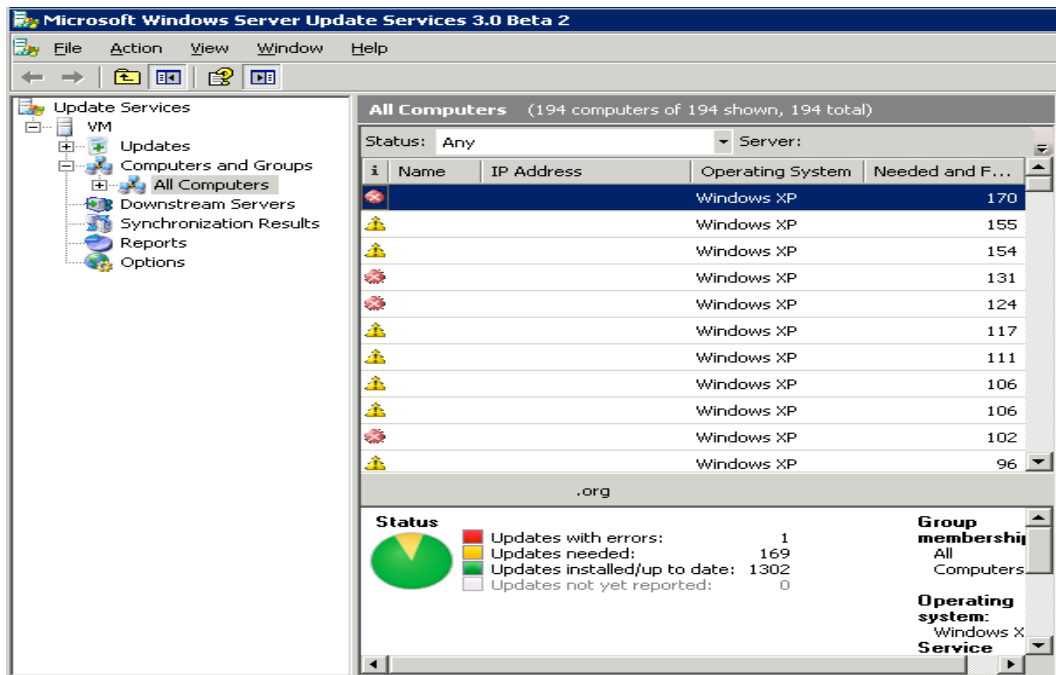 Microsoft Windows Server Update Services 3.0 Beta 2
File Action View Window Help
Update Services
VM
Updates
Computers and Groups
All Computers
Downstream Servers
Synchronization Results
Reports
Options
All Computers (194 computers of 194 shown, 194 total)
Status: Any Server:
i Name IP Address Operating System Needed and F...
Windows XP 170
Windows XP 155
Windows XP 154
Windows XP 131
Windows XP 124
Windows XP 117
Windows XP 111
Windows XP 106
Windows XP 106
Windows XP 102
Windows XP 96
.org
Status
Updates with errors: 1
Updates needed: 169
Updates installed/up to date: 1302
Updates not yet reported: 0
Group
membership
All
Computers
Operating
system:
Windows X
Service